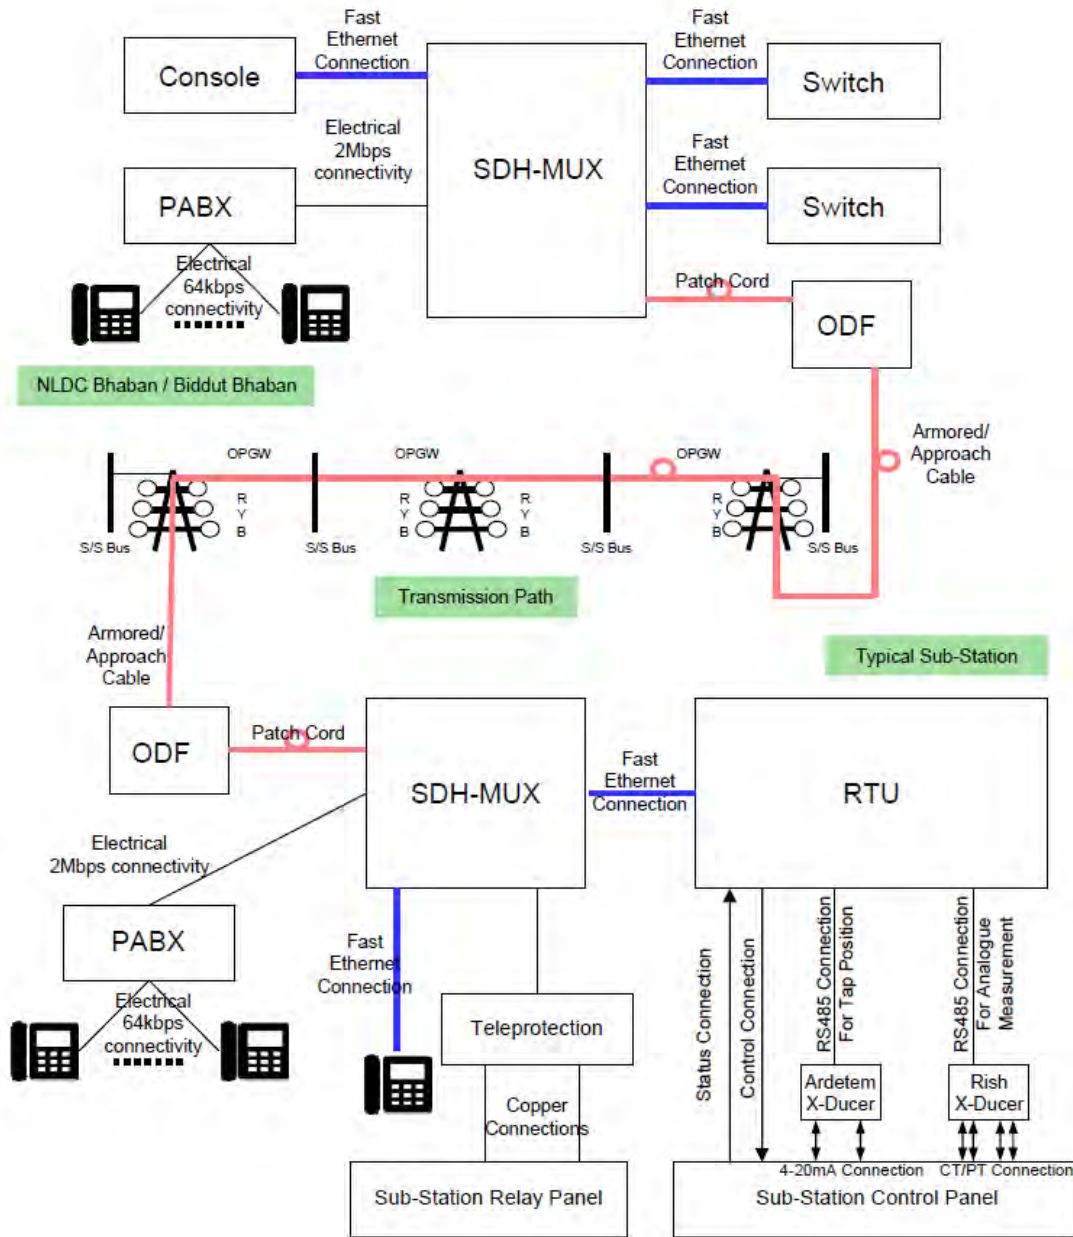 Fast
Ethernet
Connection
Fast
Ethernet
Connection
Console
Switch
Electrical
2Mbps
connectivity
SDH-MUX
Fast
Ethernet
Connection
PABX
Switch
Electrical
64kbps
connectivity
Patch Cord
ODF
NLDC Bhaban / Biddut Bhaban
Armored/
Approach
Cable
OPGW
OPGW
OPGW
R
Y
B
R
Y
B
R
Y
B
R
Y
B
S/S Bus
S/S Bus
S/S Bus
S/S Bus
Transmission Path
Armored/
Approach
Cable
Typical Sub-Station
ODF
Patch Cord
SDH-MUX
Fast
Ethernet
Connection
RTU
Electrical
2Mbps connectivity
PABX
Electrical
64kbps
connectivity
Fast
Ethernet
Connection
Teleprotection
Copper
Connections
Status Connection
Control Connection
RS485 Connection
For Tap Position
RS485 Connection
For Analogue
Measurement
Ardetem
X-Ducer
Rish
X-Ducer
4-20mA Connection
CT/PT Connection
Sub-Station Relay Panel
Sub-Station Control Panel